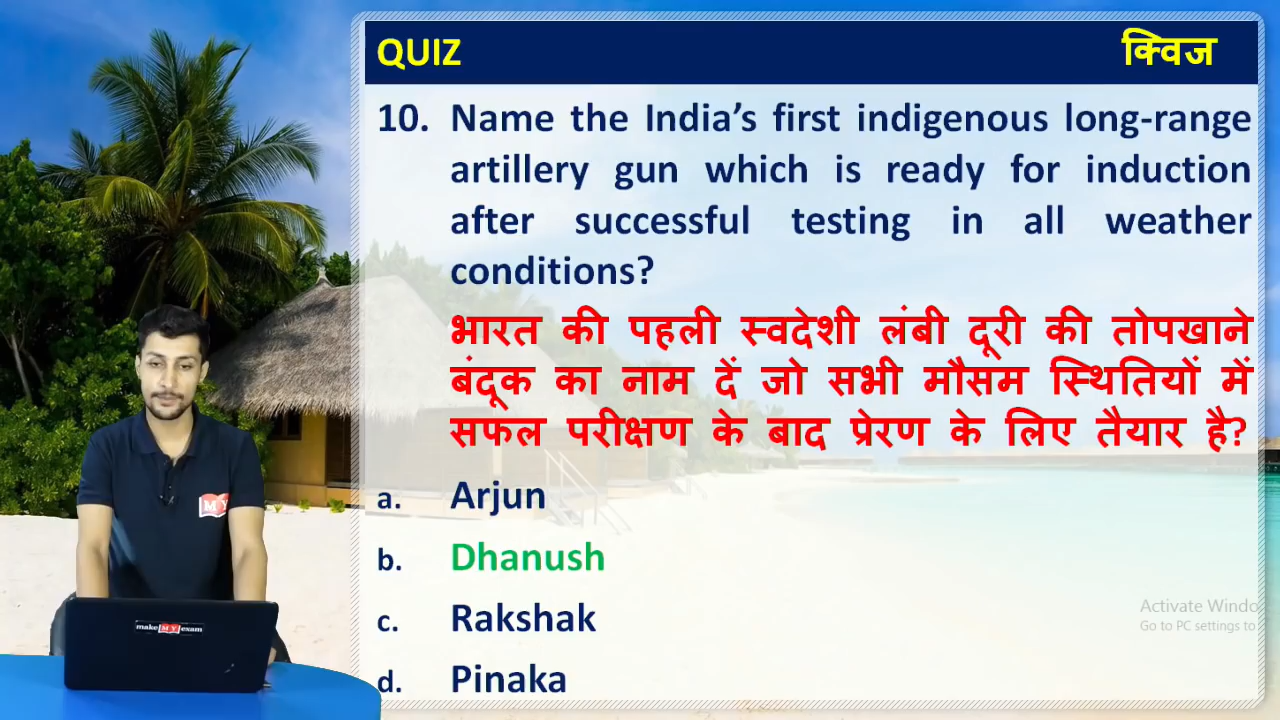 QUIZ क्विज
10. Name the India’s first indigenous long-range
artillery gun which is ready for induction
after successful testing in all weather
conditions?
भारत की पहली स्वदेशी लंबी दूरी की तोपखाने
बंदूक का नाम दें जो सभी मौसम स्थितियों में
सफल परीक्षण के बाद प्रेरण के लिए तैयार है?
a. Arjun
b. Dhanush
c. Rakshak
d. Pinaka
Activate Windo
Go to PC settings to
MY
make MY exam